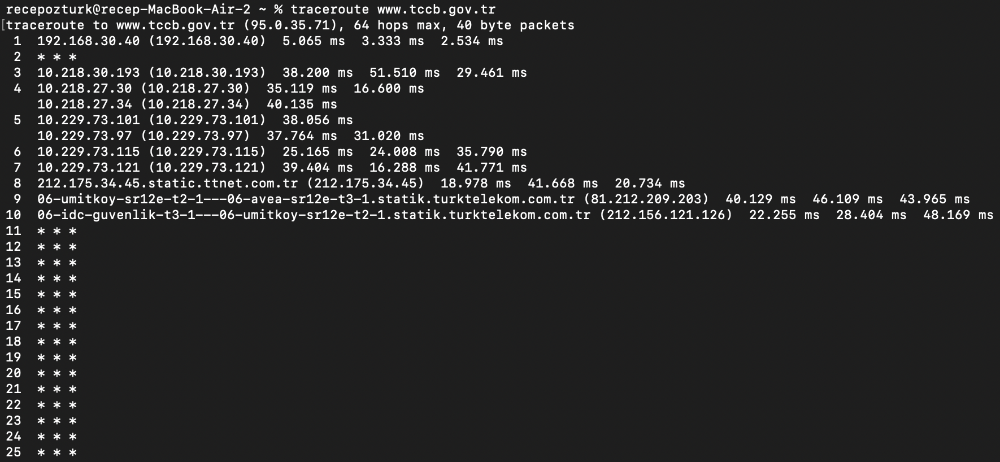 recepozturk@recep-MacBook-Air-2 ~ % traceroute www.tccb.gov.tr
[traceroute to www.tccb.gov.tr (95.0.35.71), 64 hops max, 40 byte packets
 1  192.168.30.40 (192.168.30.40)  5.065 ms  3.333 ms  2.534 ms
 2  * * *
 3  10.218.30.193 (10.218.30.193)  38.200 ms  51.510 ms  29.461 ms
 4  10.218.27.30 (10.218.27.30)  35.119 ms  16.600 ms
    10.218.27.34 (10.218.27.34)  40.135 ms
 5  10.229.73.101 (10.229.73.101)  38.056 ms
    10.229.73.97 (10.229.73.97)  37.764 ms  31.020 ms
 6  10.229.73.115 (10.229.73.115)  25.165 ms  24.008 ms  35.790 ms
 7  10.229.73.121 (10.229.73.121)  39.404 ms  16.288 ms  41.771 ms
 8  212.175.34.45.static.ttnet.com.tr (212.175.34.45)  18.978 ms  41.668 ms  20.734 ms
 9  06-umitkoy-sr12e-t2-1---06-avea-sr12e-t3-1.statik.turktelekom.com.tr (81.212.209.203)  40.129 ms  46.109 ms  43.965 ms
10  06-idc-guvenlik-t3-1---06-umitkoy-sr12e-t2-1.statik.turktelekom.com.tr (212.156.121.126)  22.255 ms  28.404 ms  48.169 ms
11  * * *
12  * * *
13  * * *
14  * * *
15  * * *
16  * * *
17  * * *
18  * * *
19  * * *
20  * * *
21  * * *
22  * * *
23  * * *
24  * * *
25  * * *